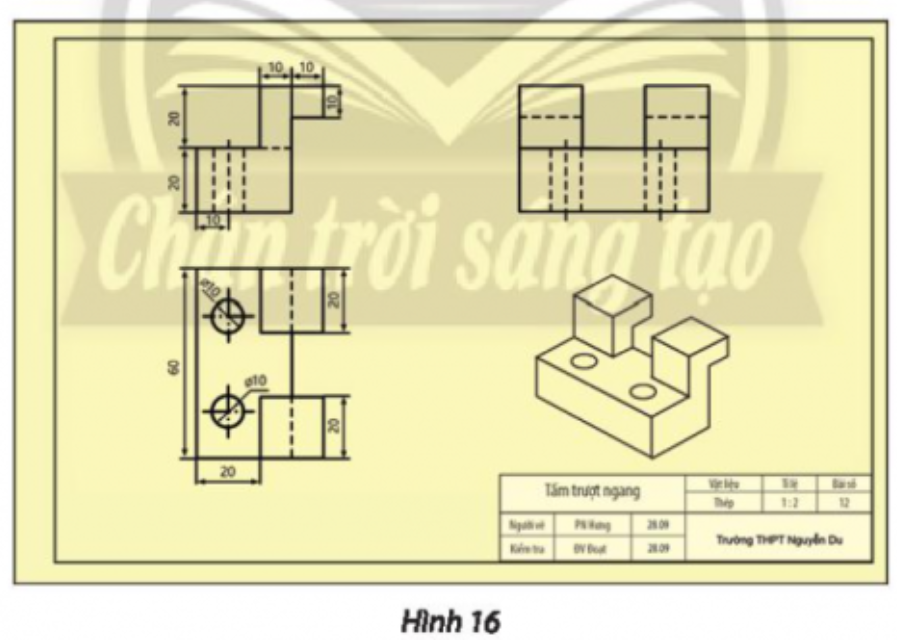 10 10
10
20
20
10
Chân trời sáng tạo
ø10
20
60
ø10
20
20
Tấm trượt ngang
Vật liệu Tỉ lệ Bài số
Thép 1 : 2 12
Người vẽ PN Hưng 28.09
Kiểm tra ĐV Đoạt 28.09
Trường THPT Nguyễn Du
Hình 16